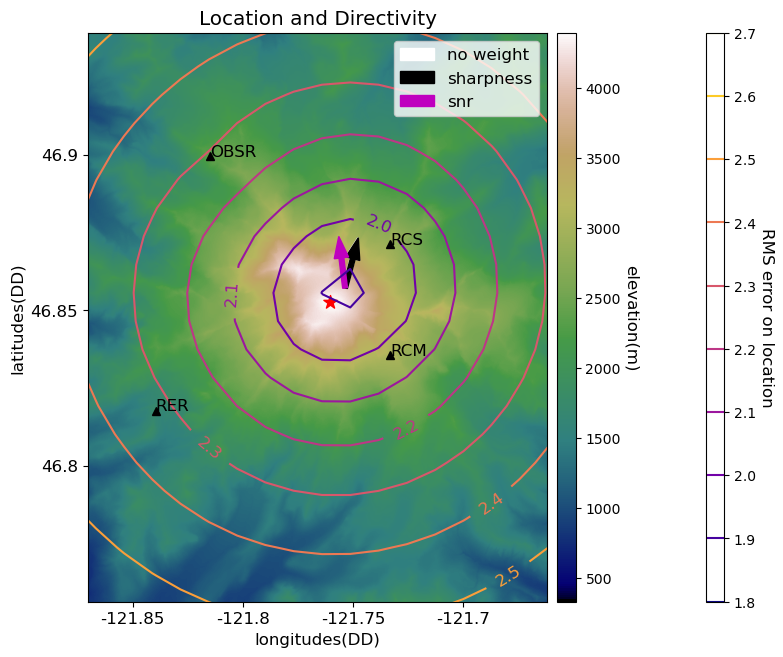 Location and Directivity
no weight
sharpness
snr
OBSR
RCS
RCM
RER
2.0
2.1
2.2
2.3
2.4
2.5
46.9
46.85
46.8
latitudes(DD)
-121.85
-121.8
-121.75
-121.7
longitudes(DD)
4000
3500
3000
2500
2000
1500
1000
500
elevation(m)
2.7
2.6
2.5
2.4
2.3
2.2
2.1
2.0
1.9
1.8
RMS error on location